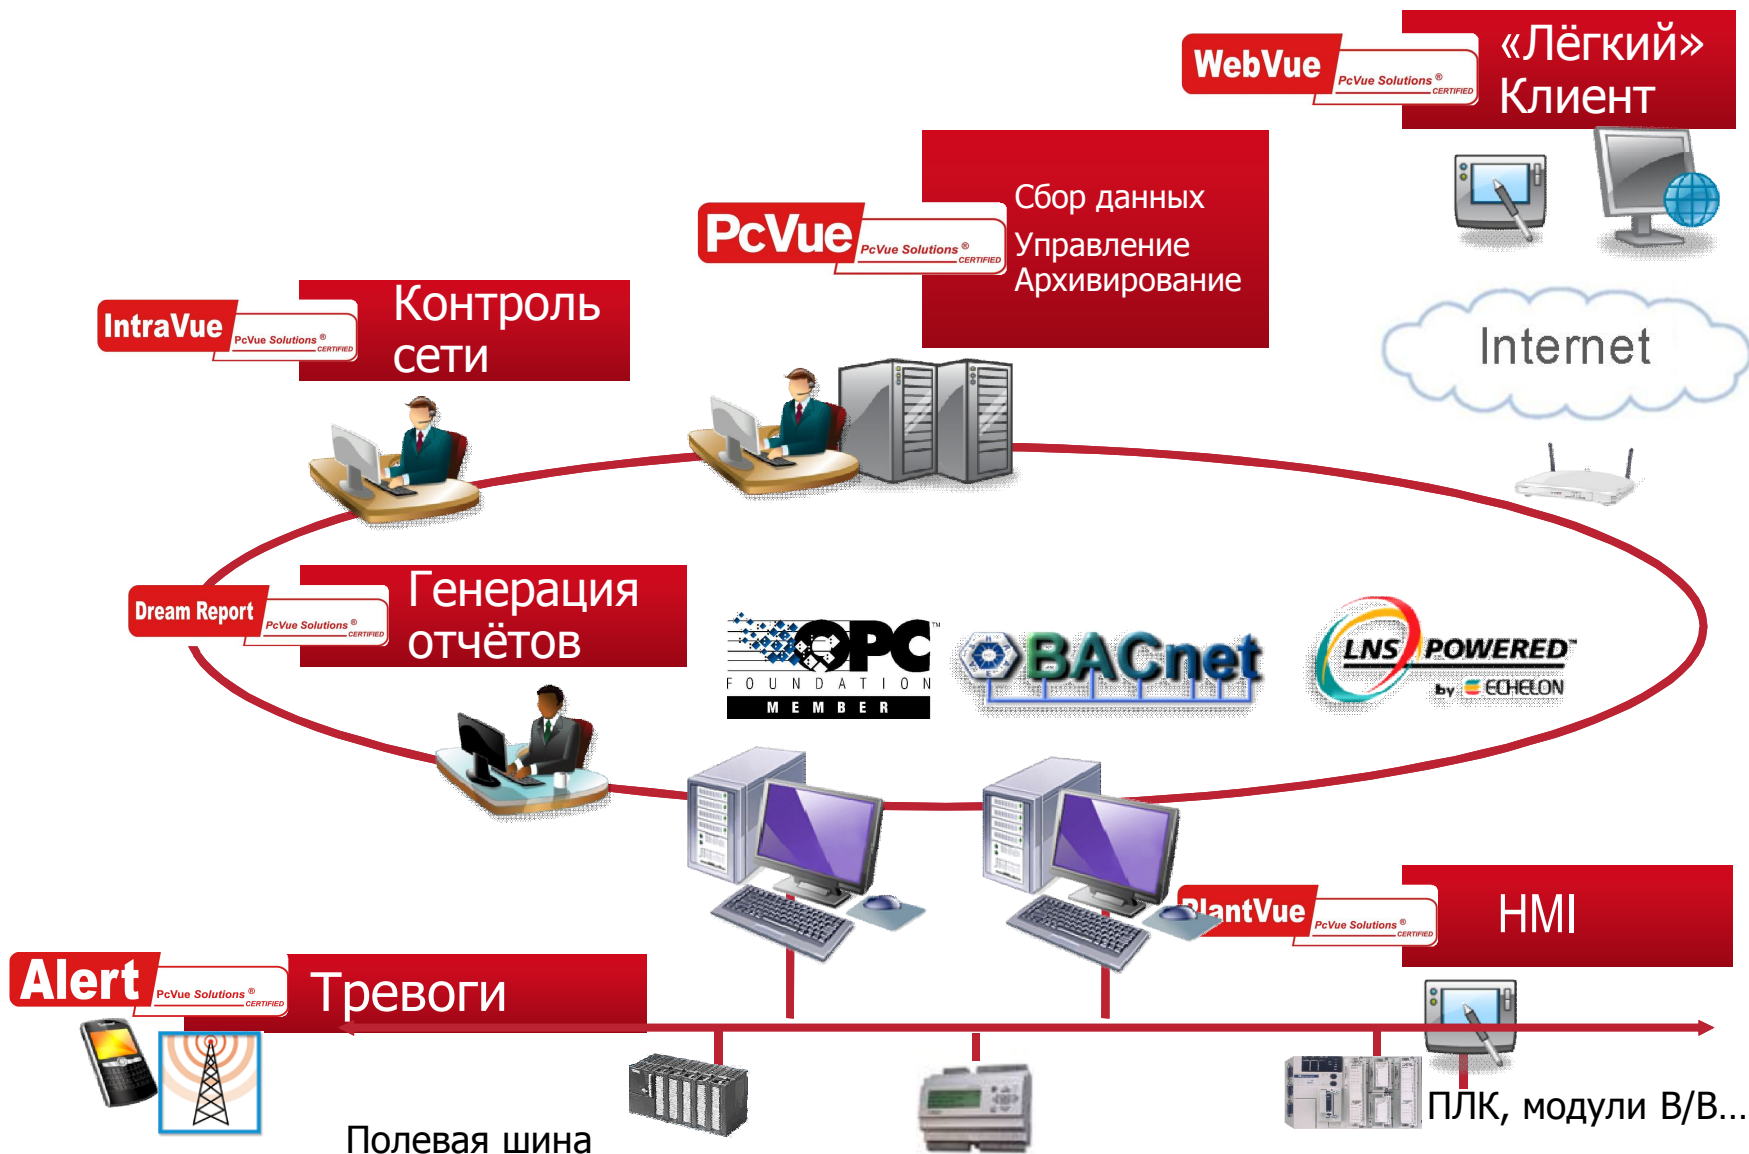 WebVue
PcVue Solutions ®
CERTIFIED
«Лёгкий»
Клиент
PcVue
PcVue Solutions ®
CERTIFIED
Сбор данных
Управление
Архивирование
IntraVue
PcVue Solutions ®
CERTIFIED
Контроль
сети
Internet
Dream Report
PcVue Solutions ®
CERTIFIED
Генерация
отчётов
OPC™
FOUNDATION
MEMBER
BACnet
LNS POWERED™
by ECHELON
PlantVue
PcVue Solutions ®
CERTIFIED
HMI
Alert
PcVue Solutions ®
CERTIFIED
Тревоги
ПЛК, модули В/В...
Полевая шина